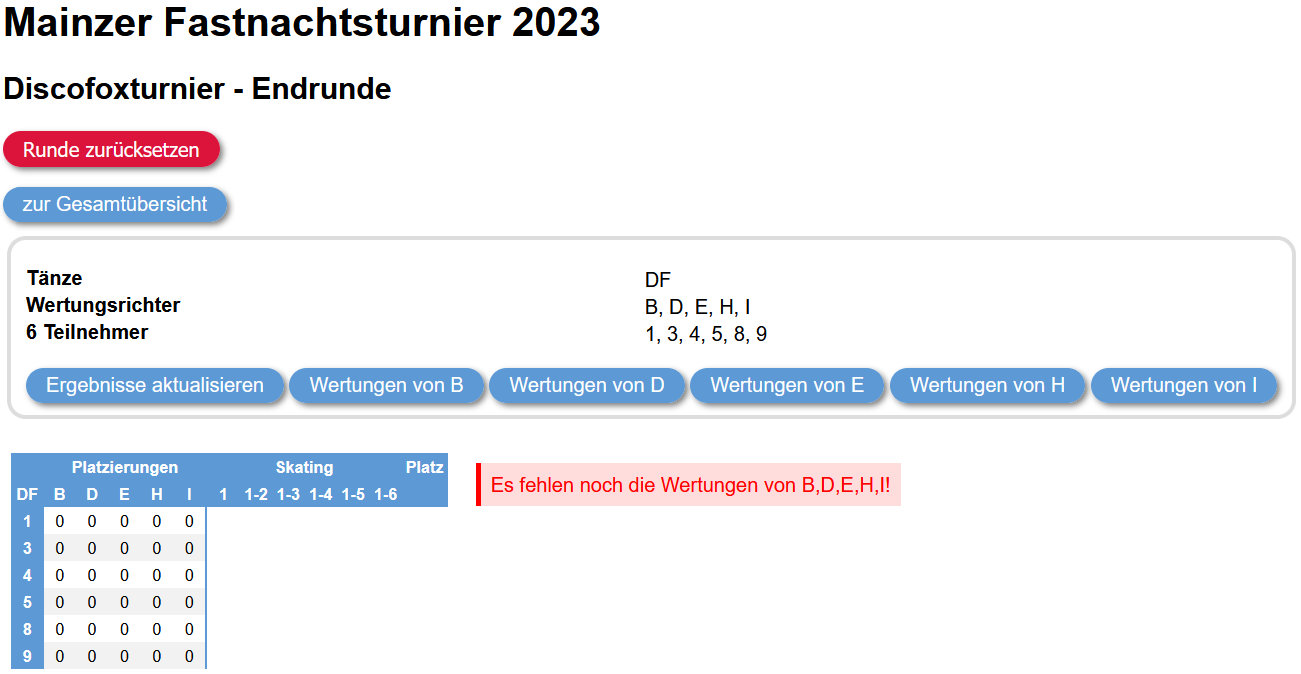 Mainzer Fastnachtsturnier 2023
Discofoxturnier - Endrunde
Runde zurücksetzen
zur Gesamtübersicht
Tänze DF
Wertungsrichter B, D, E, H, I
6 Teilnehmer 1, 3, 4, 5, 8, 9
Ergebnisse aktualisieren Wertungen von B Wertungen von D Wertungen von E Wertungen von H Wertungen von I
Platzierungen Skating Platz
DF B D E H I 1 1-2 1-3 1-4 1-5 1-6
1 0 0 0 0 0
3 0 0 0 0 0
4 0 0 0 0 0
5 0 0 0 0 0
8 0 0 0 0 0
9 0 0 0 0 0
Es fehlen noch die Wertungen von B,D,E,H,I!